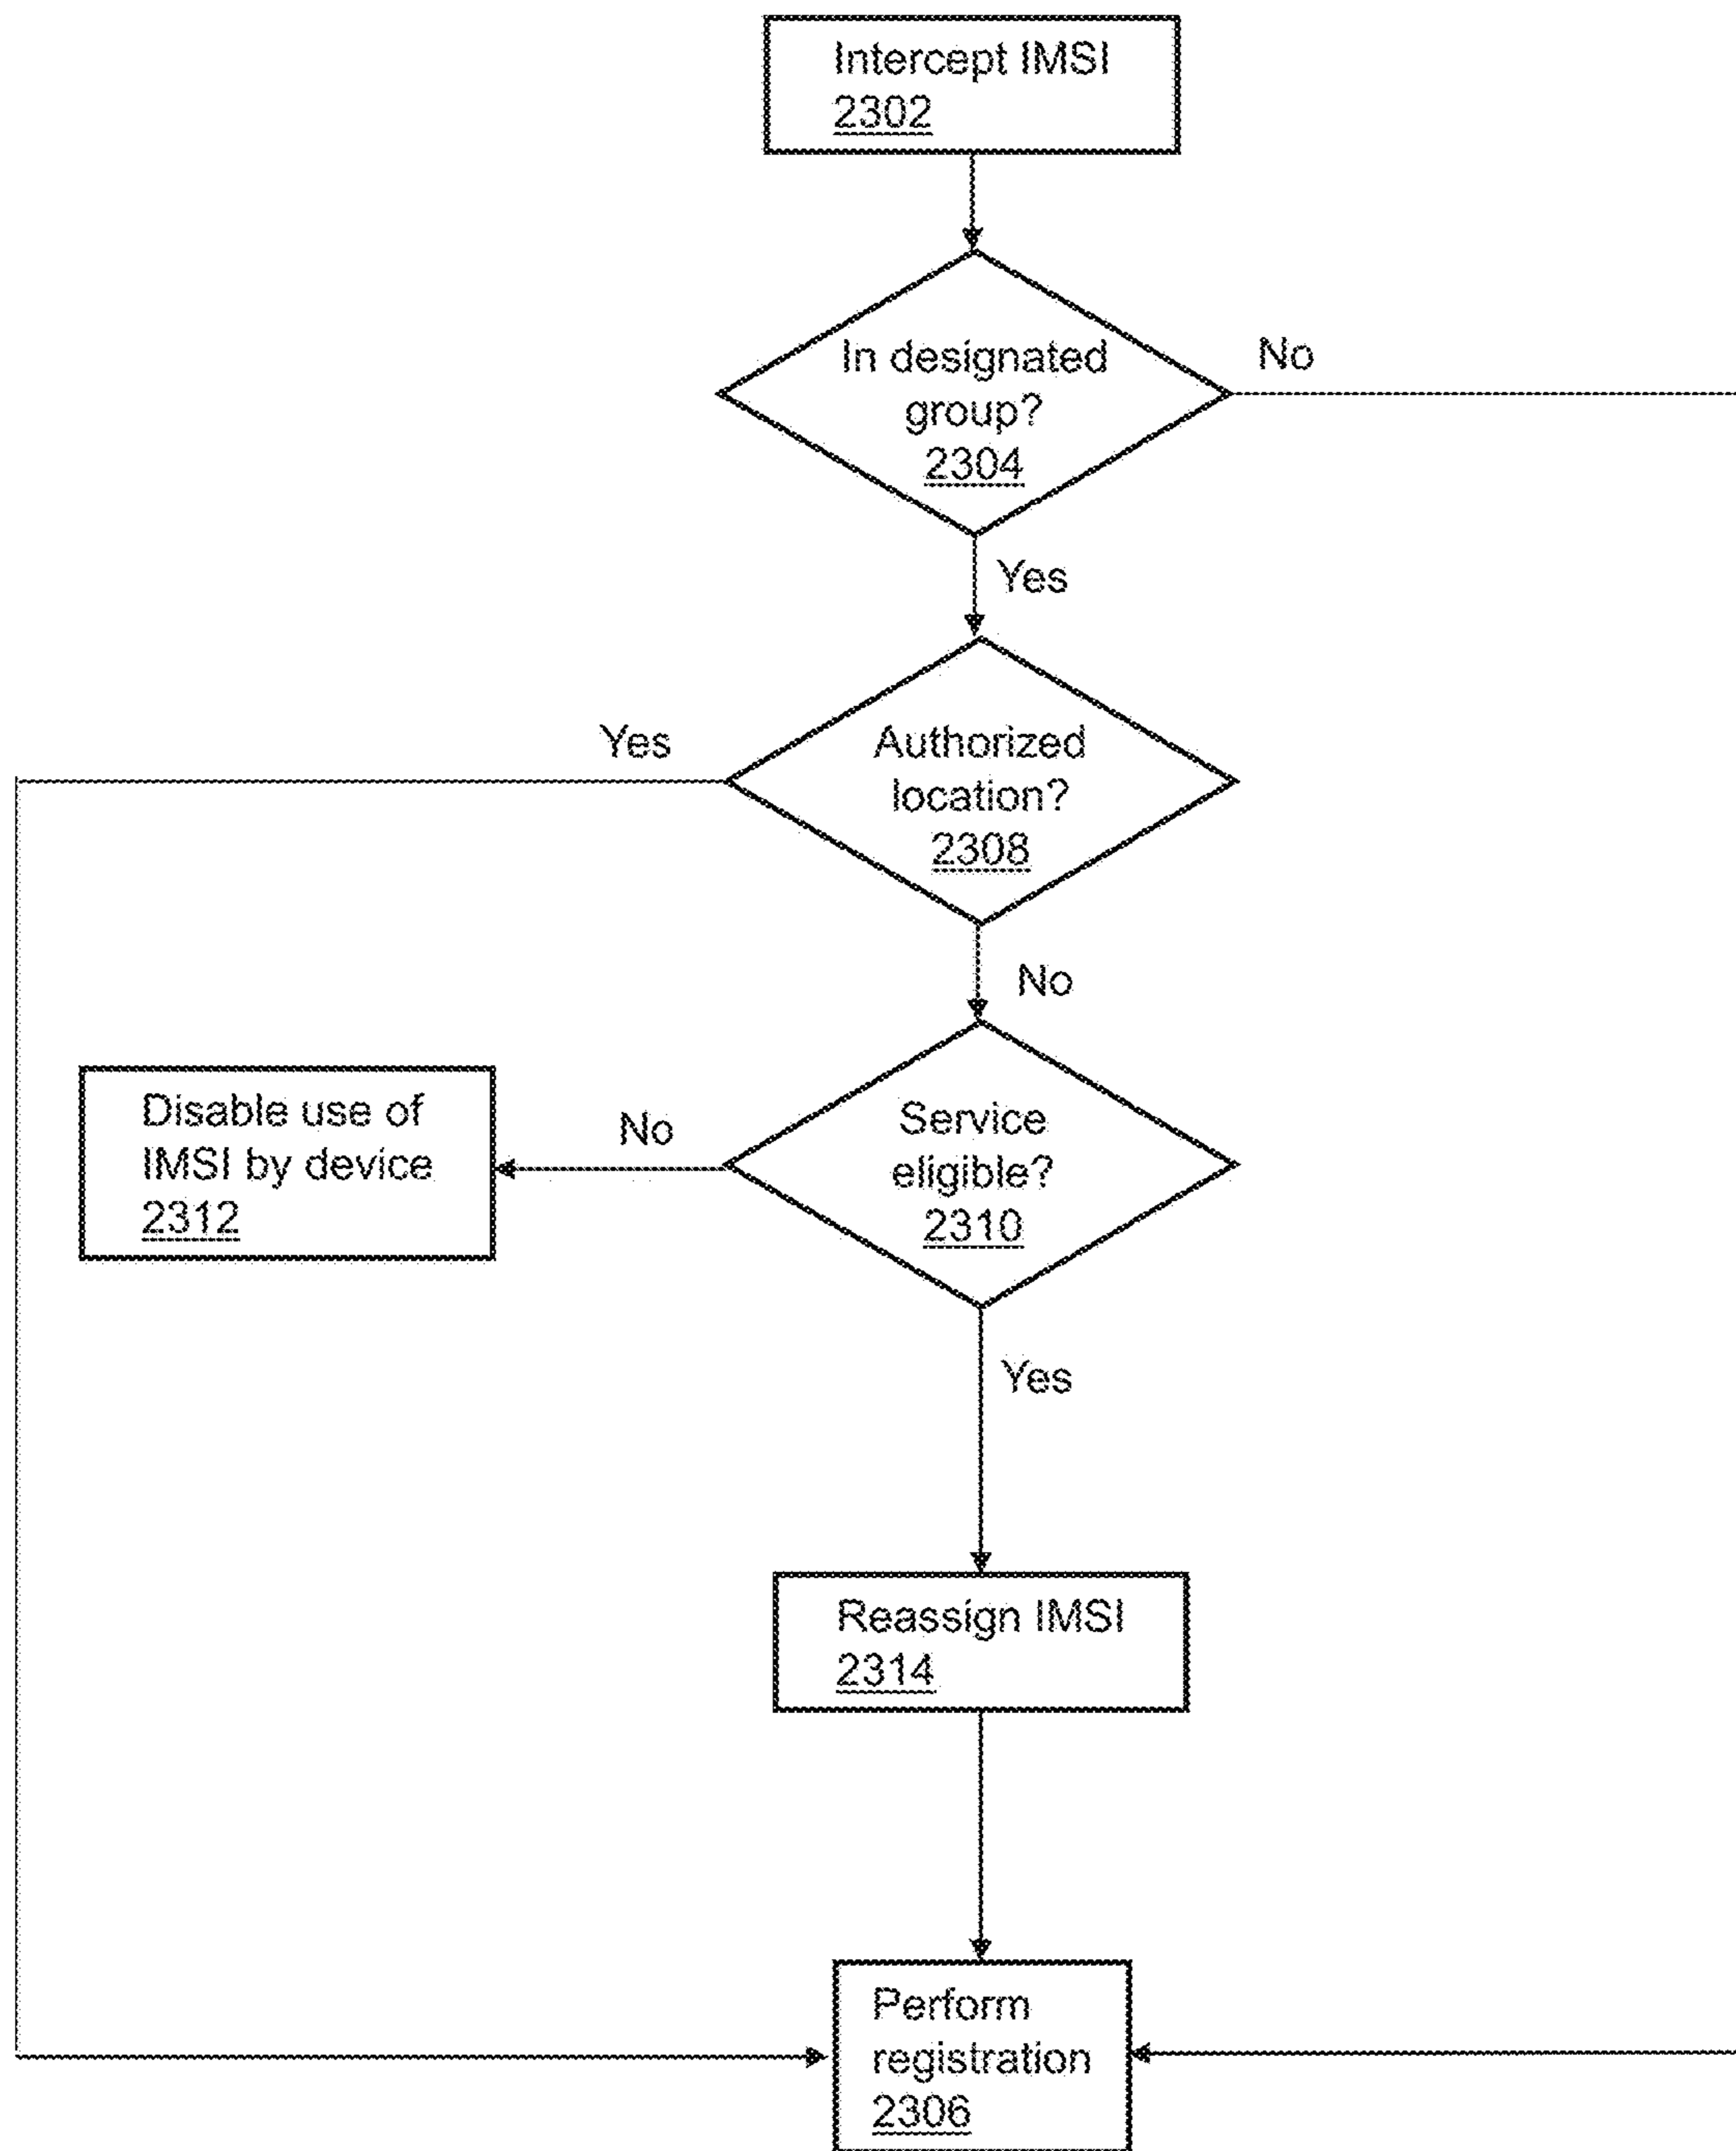 Intercept IMSI
2302
In designated
group?
2304
No
Yes
Authorized
location?
2308
Yes
No
Service
eligible?
2310
No
Disable use of
IMSI by device
2312
Yes
Reassign IMSI
2314
Perform
registration
2306